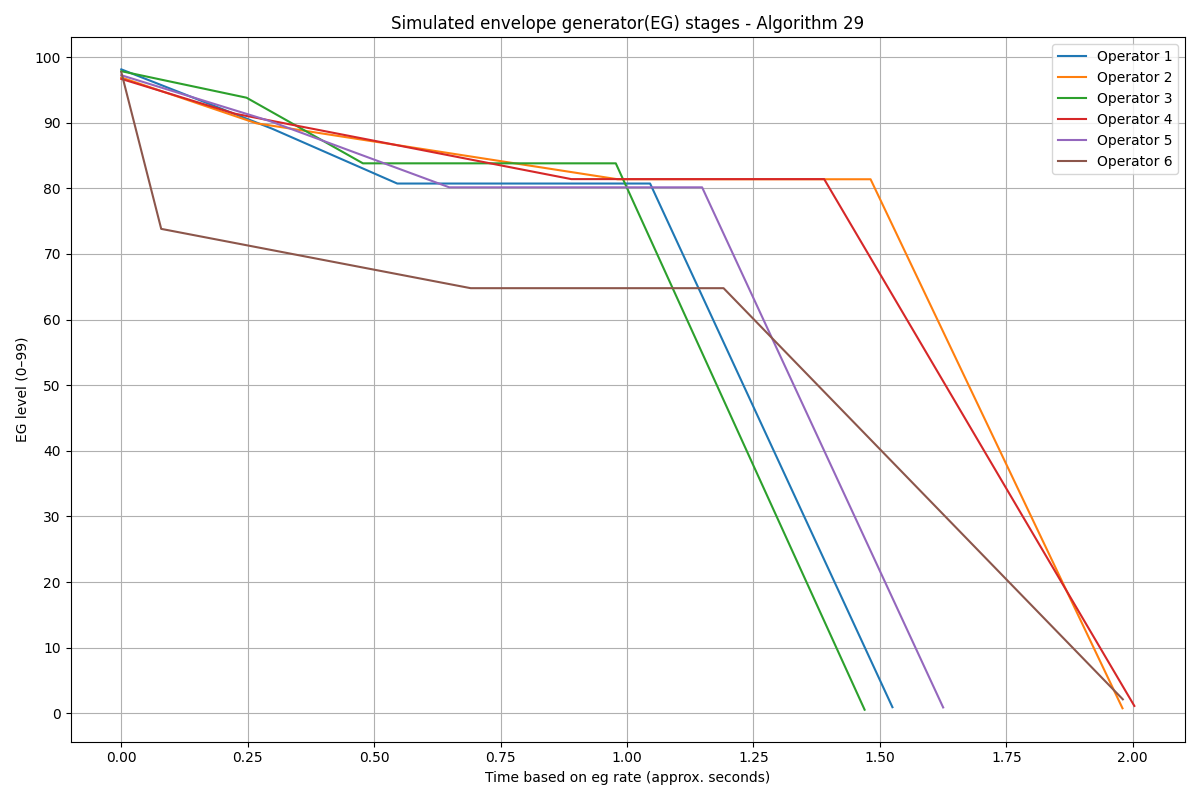 Simulated envelope generator(EG) stages - Algorithm 29
Operator 1
Operator 2
Operator 3
Operator 4
Operator 5
Operator 6
EG level (0–99)
100
90
80
70
60
50
40
30
20
10
0
0.00 0.25 0.50 0.75 1.00 1.25 1.50 1.75 2.00
Time based on eg rate (approx. seconds)